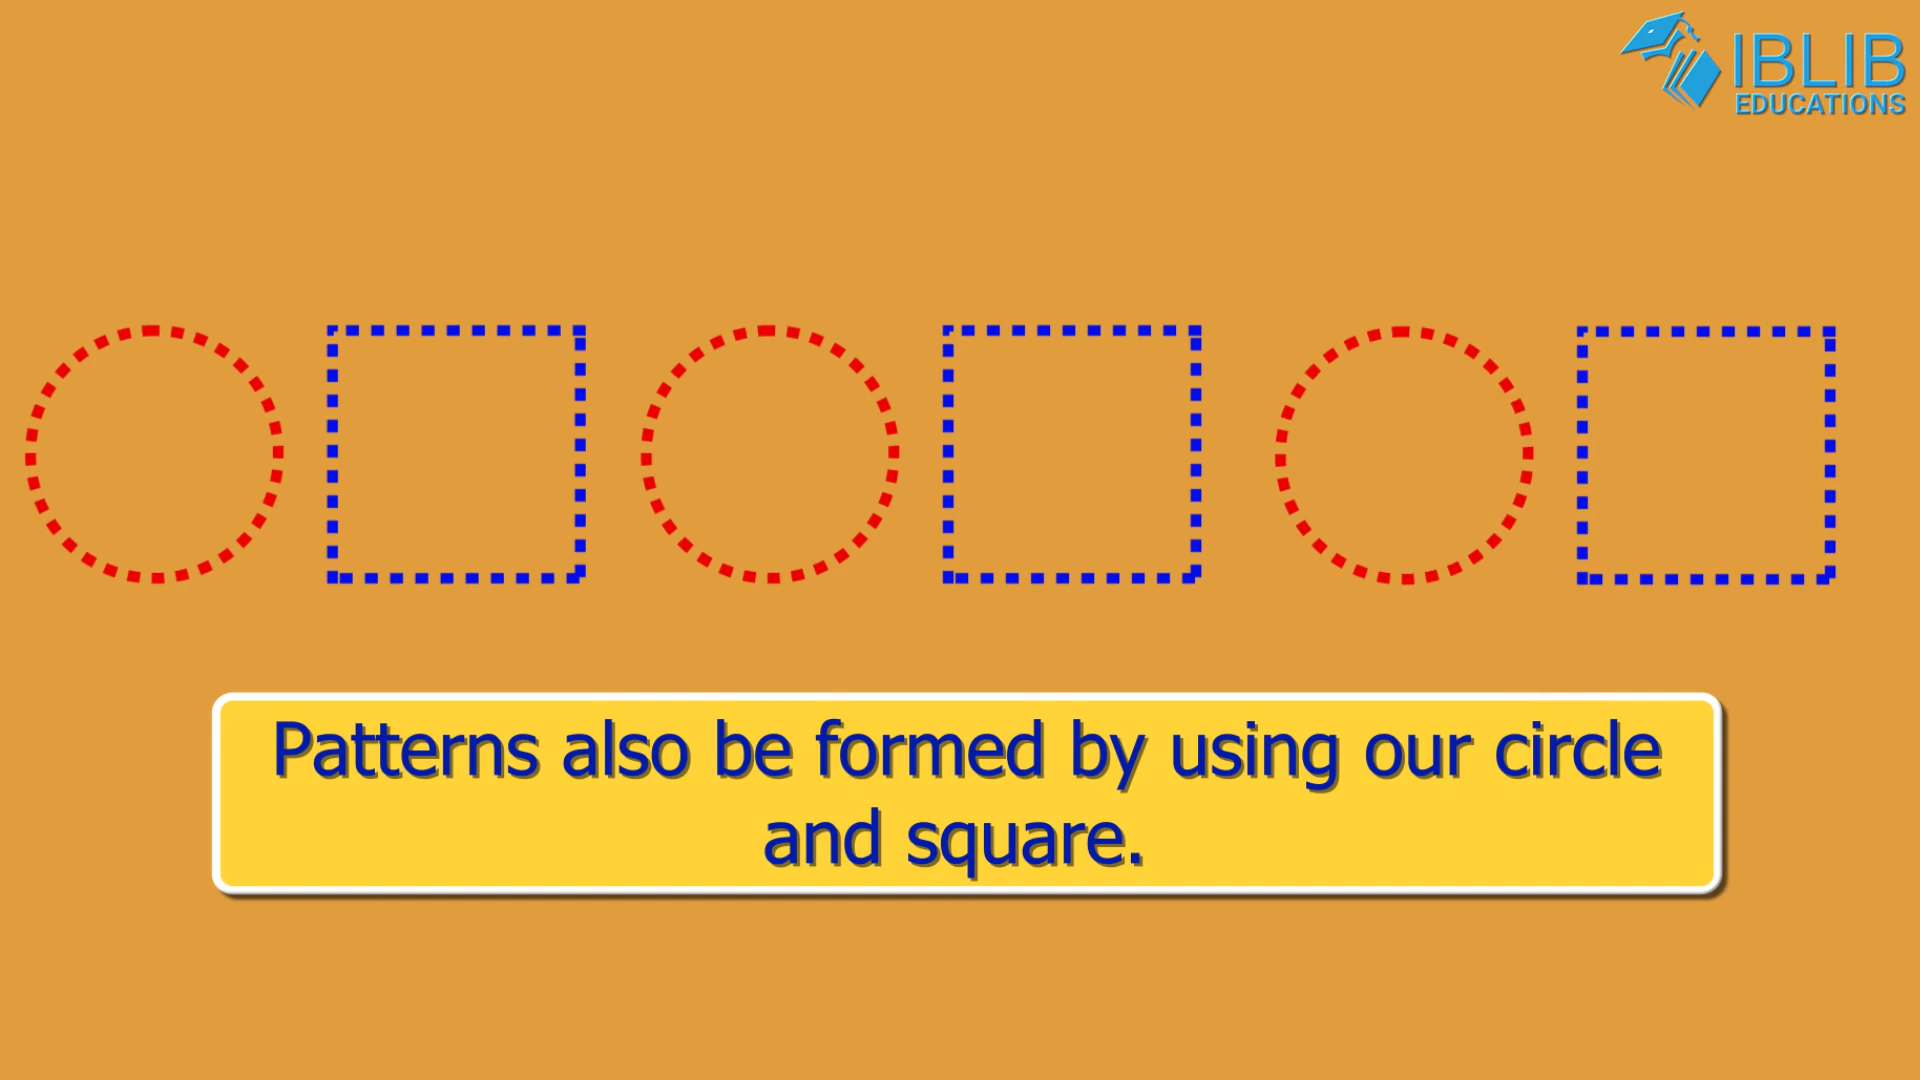 IBLIB
EDUCATIONS
Patterns also be formed by using our circle
and square.